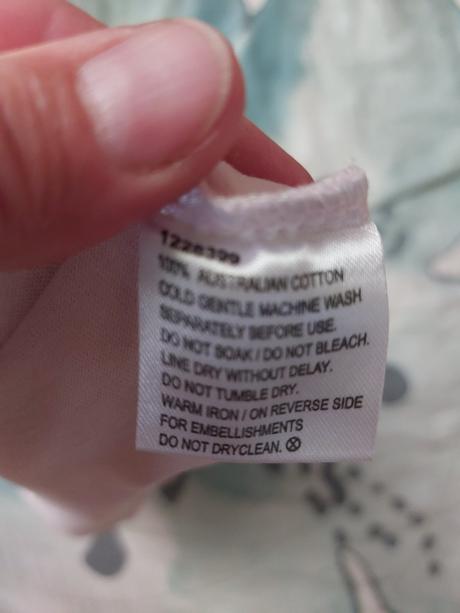 1228399
100% AUSTRALIAN COTTON
COLD GENTLE MACHINE WASH
SEPARATELY BEFORE USE.
DO NOT SOAK / DO NOT BLEACH.
LINE DRY WITHOUT DELAY.
DO NOT TUMBLE DRY.
WARM IRON / ON REVERSE SIDE
FOR EMBELLISHMENTS
DO NOT DRYCLEAN.